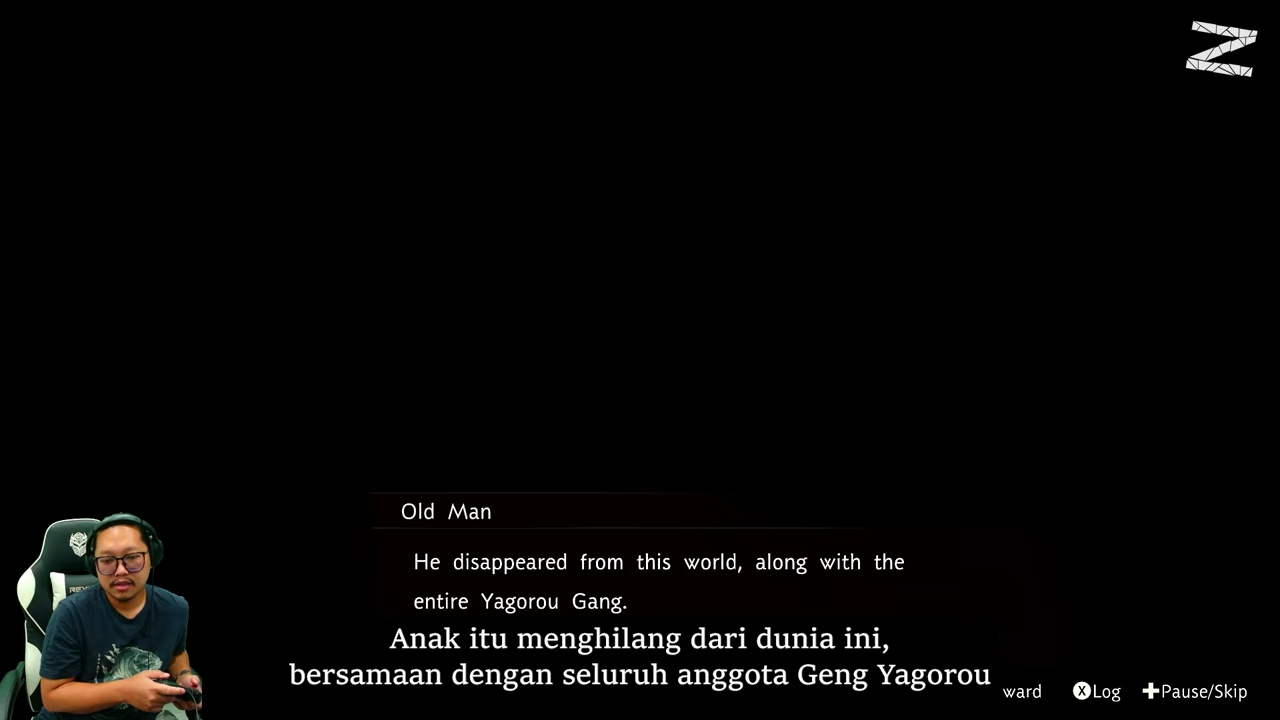 Z
Old Man
He disappeared from this world, along with the
entire Yagorou Gang.
Anak itu menghilang dari dunia ini,
bersamaan dengan seluruh anggota Geng Yagorou
ward
X Log
Pause/Skip